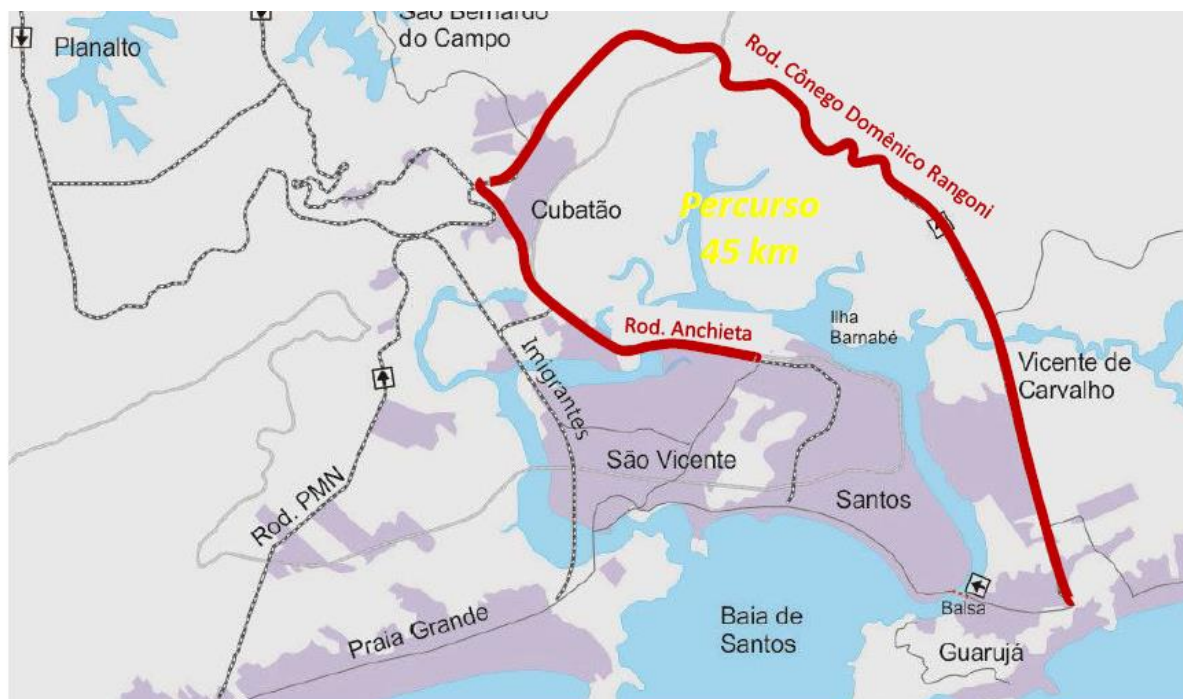 São Bernardo
do Campo
Planalto
Rod. Cônego Domênico Rangoni
Cubatão
Percurso
45 km
Rod. Anchieta
Ilha
Barnabé
Imigrantes
Vicente de
Carvalho
São Vicente
Santos
Rod. PMN
Balsa
Praia Grande
Baia de
Santos
Guarujá